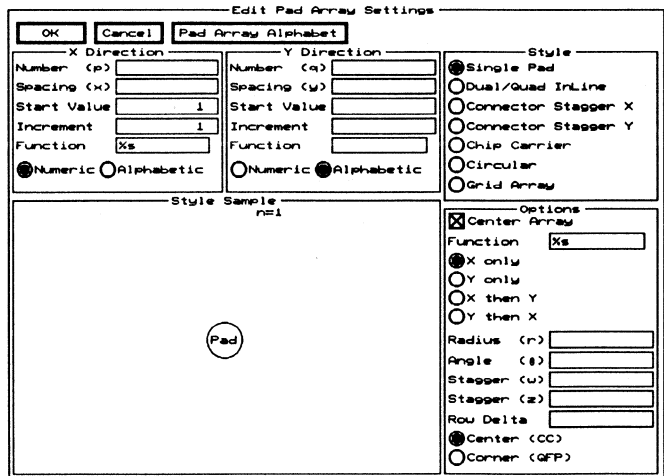 Edit Pad Array Settings
OK Cancel Pad Array Alphabet
X Direction
Number (p)
Spacing (x)
Start Value 1
Increment 1
Function %s
Numeric Alphabetic
Y Direction
Number (q)
Spacing (y)
Start Value
Increment
Function
Numeric Alphabetic
Style
Single Pad
Dual/Quad InLine
Connector Stagger X
Connector Stagger Y
Chip Carrier
Circular
Grid Array
Style Sample
n=1
Pad
Options
Center Array
Function %s
X only
Y only
X then Y
Y then X
Radius (r)
Angle
Stagger (w)
Stagger (z)
Row Delta
Center (CC)
Corner (QFP)